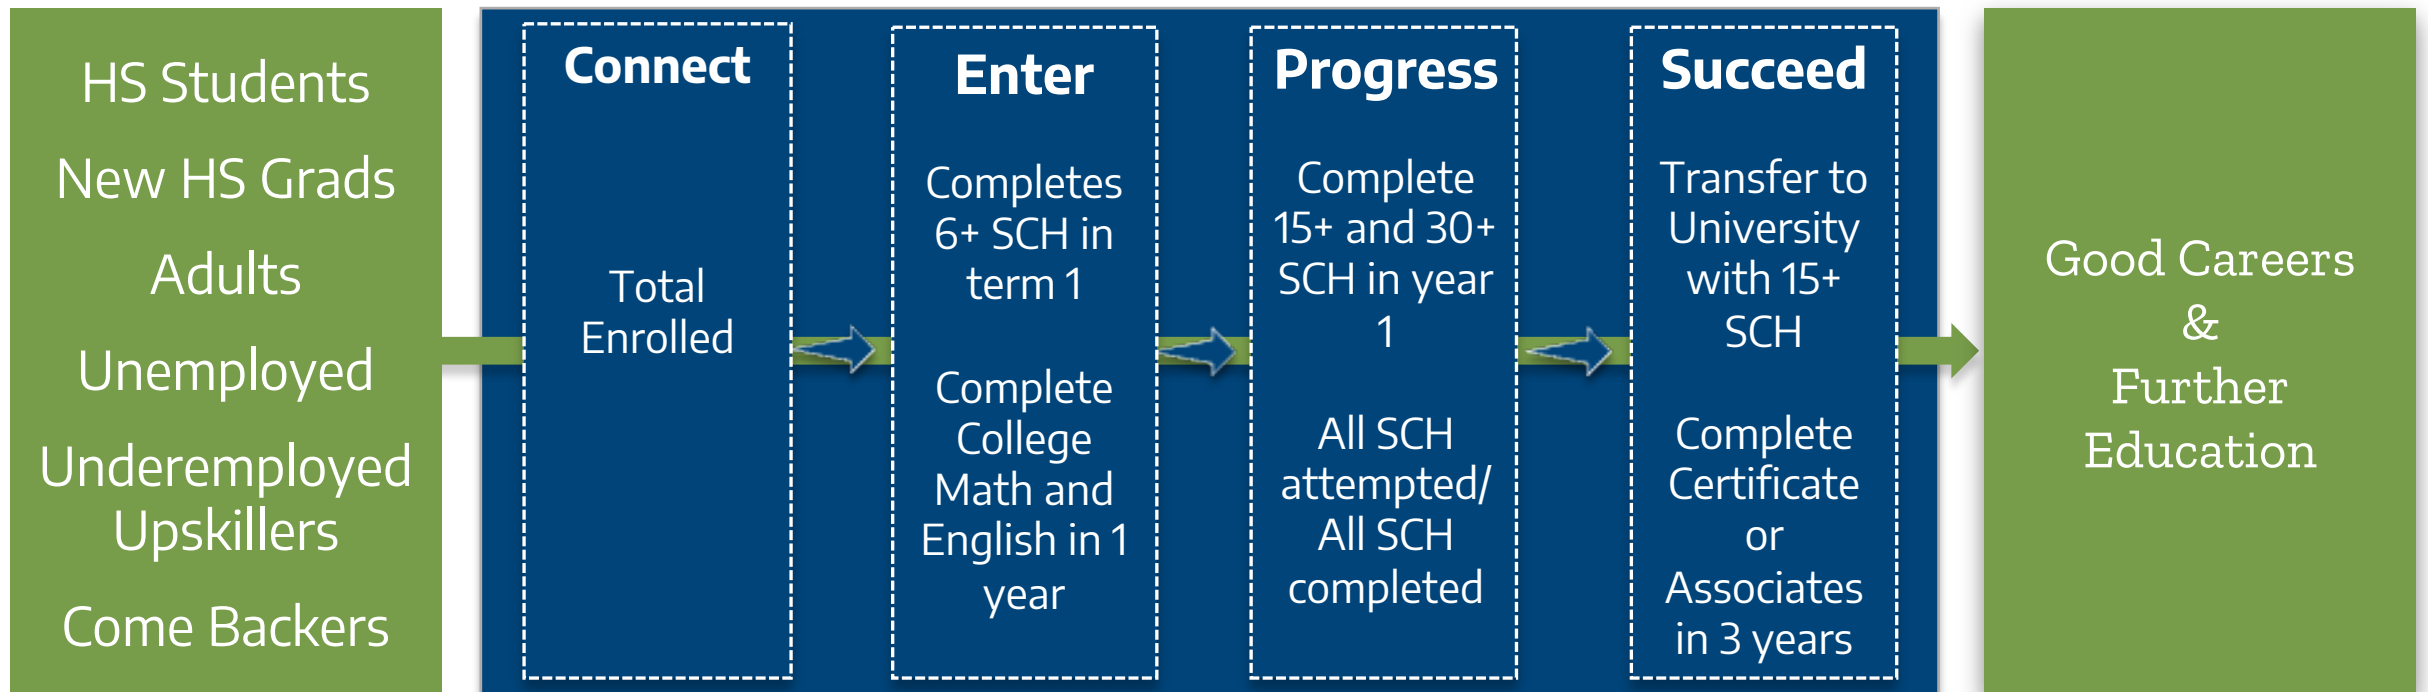 HS Students
New HS Grads
Adults
Unemployed
Underemployed
Upskillers
Come Backers
Connect
Total
Enrolled
Enter
Completes
6+ SCH in
term 1
Complete
College
Math and
English in 1
year
Progress
Complete
15+ and 30+
SCH in year
1
All SCH
attempted/
All SCH
completed
Succeed
Transfer to
University
with 15+
SCH
Complete
Certificate
or
Associates
in 3 years
Good Careers
&
Further
Education